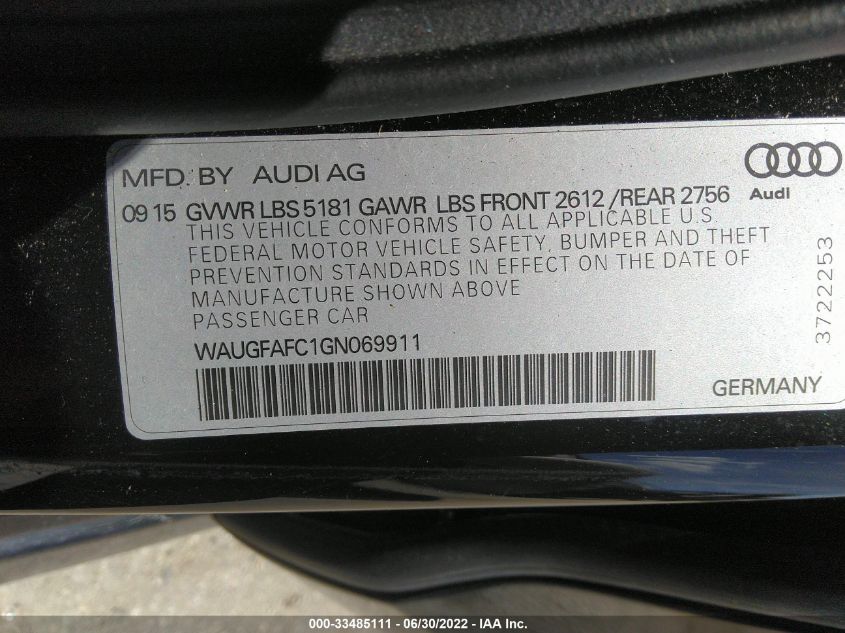 MFD. BY AUDI AG
Audi
09 15 GVWR LBS 5181 GAWR LBS FRONT 2612 /REAR 2756
THIS VEHICLE CONFORMS TO ALL APPLICABLE U.S.
FEDERAL MOTOR VEHICLE SAFETY, BUMPER AND THEFT
PREVENTION STANDARDS IN EFFECT ON THE DATE OF
MANUFACTURE SHOWN ABOVE
PASSENGER CAR
WAUGFAFC1GN069911
3722253
GERMANY
000-33485111 - 06/30/2022 - IAA Inc.